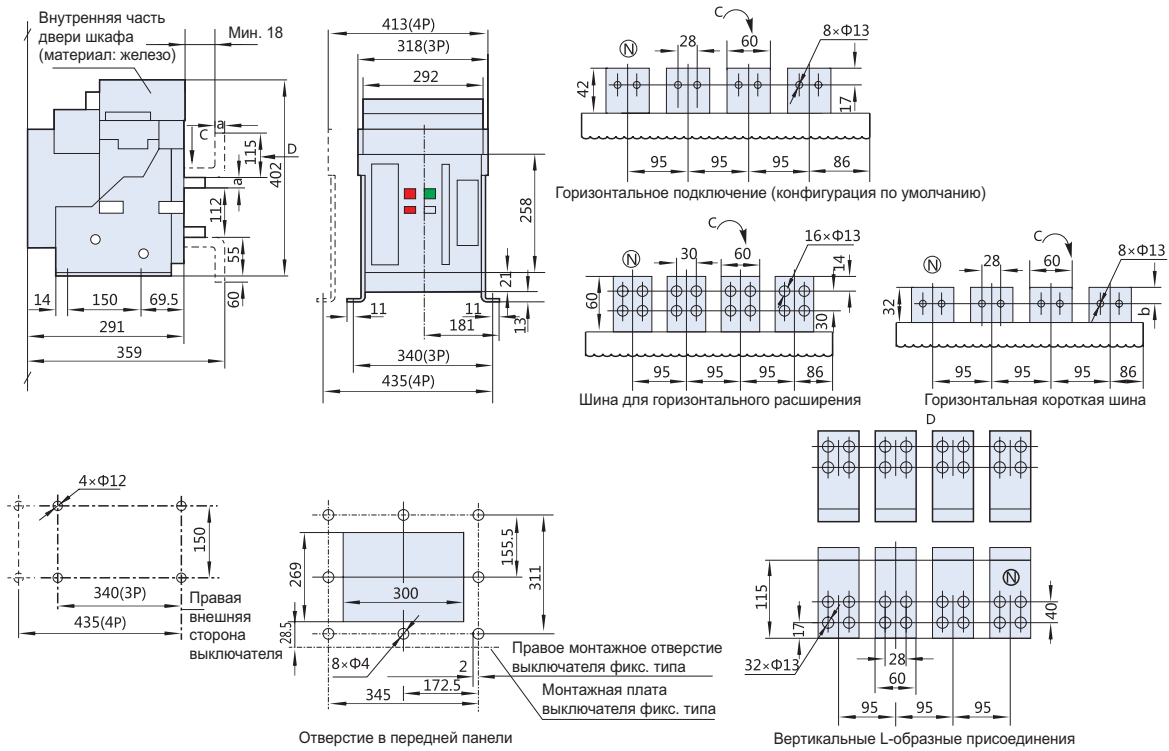 Внутренняя часть
двери шкафа
(материал: железо)
Мин. 18
a
C
115
D
402
a
112
55
60
14
150
69.5
291
359
413(4P)
318(3P)
292
258
21
13
11
11
181
340(3P)
435(4P)
C
N
28
60
8×Φ13
42
17
95
95
95
86
Горизонтальное подключение (конфигурация по умолчанию)
C
N
30
60
16×Φ13
14
60
30
95
95
95
86
Шина для горизонтального расширения
C
N
28
60
8×Φ13
32
b
95
95
95
86
Горизонтальная короткая шина
4×Φ12
150
340(3P)
435(4P)
Правая
внешняя
сторона
выключателя
269
300
155.5
311
28.5
8×Φ4
2
172.5
345
Правое монтажное отверстие
выключателя фикс. типа
Монтажная плата
выключателя фикс. типа
Отверстие в передней панели
D
N
115
17
40
32×Φ13
28
60
95
95
95
Вертикальные L-образные присоединения